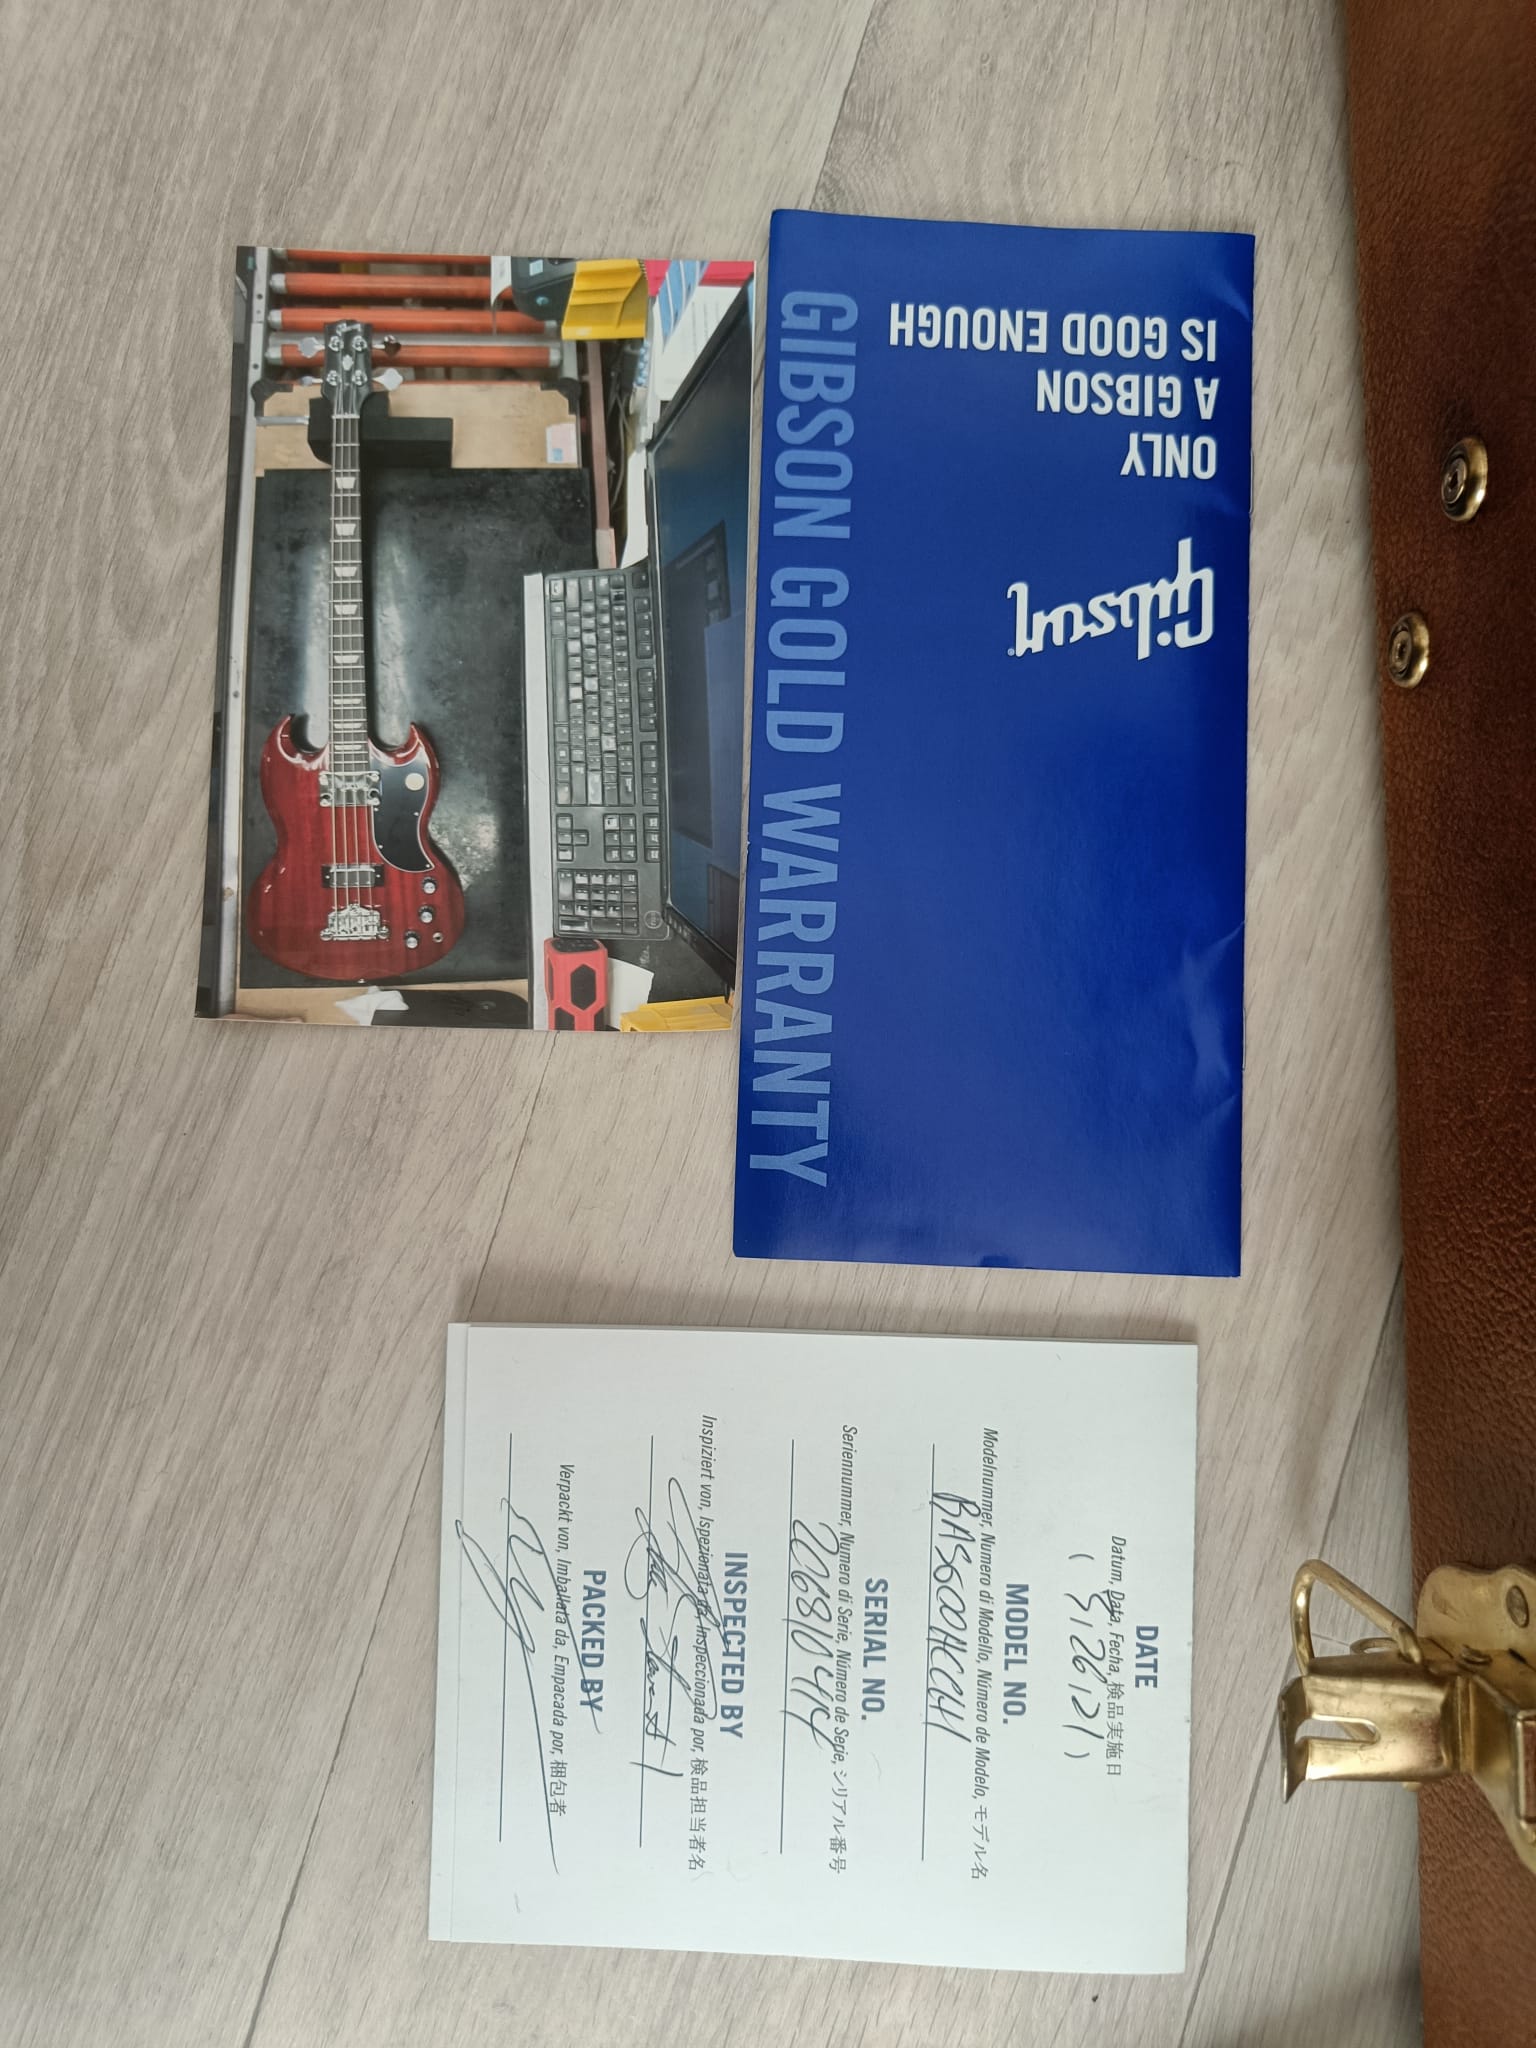 ONLY
A GIBSON
IS GOOD ENOUGH
Gibson
GIBSON GOLD WARRANTY
DATE
Datum, Data, Fecha, 検品実施日
MODEL NO.
Modelnummer, Numero di Modello, Número de Modelo, モデル名
BASG00HCCH1
SERIAL NO.
Seriennummer, Numero di Serie, Número de Serie, シリアル番号
INSPECTED BY
Inspiziert von, Ispezionata da, Inspeccionada por, 検品担当者名
PACKED BY
Verpackt von, Imballata da, Empacada por, 梱包者